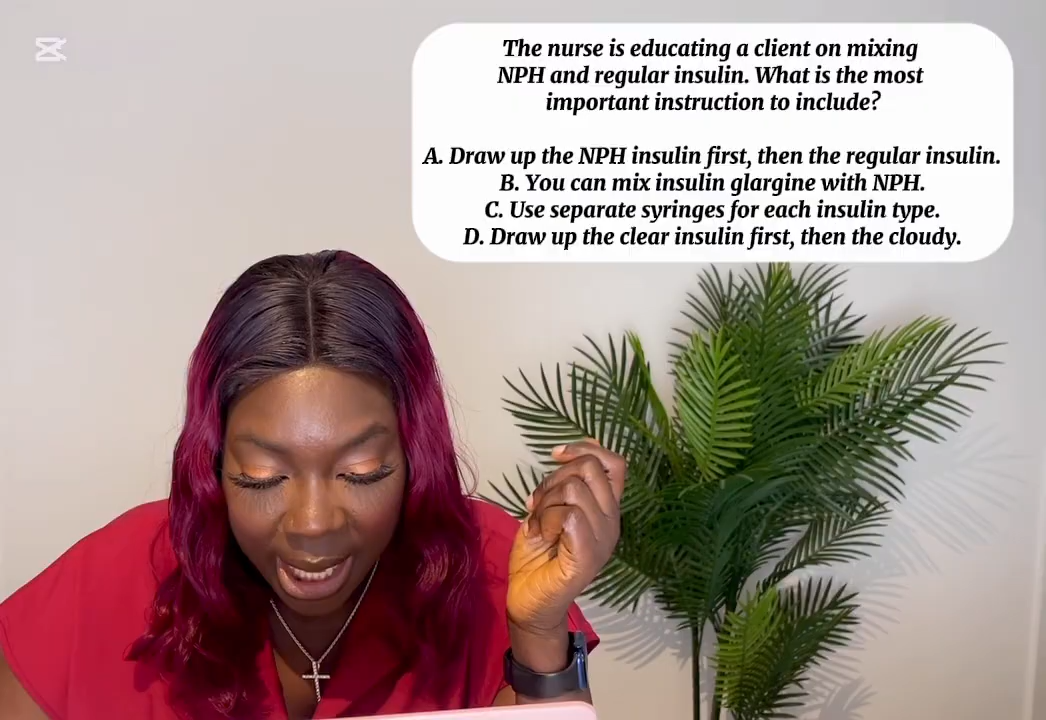 The nurse is educating a client on mixing
NPH and regular insulin. What is the most
important instruction to include?
A. Draw up the NPH insulin first, then the regular insulin.
B. You can mix insulin glargine with NPH.
C. Use separate syringes for each insulin type.
D. Draw up the clear insulin first, then the cloudy.